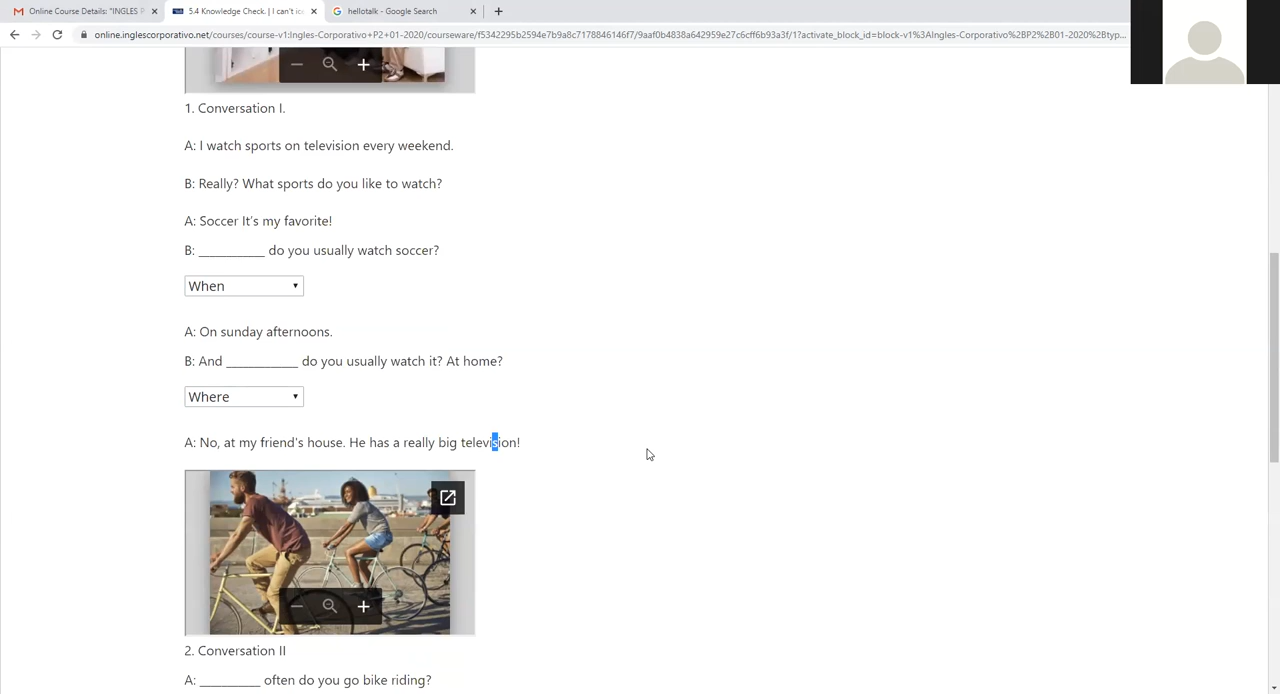 Online Course Details: "INGLES P
5.4 Knowledge Check. | I can't ic
hellotalk - Google Search
online.inglescorporativo.net/courses/course-v1:Ingles-Corporativo+P2+01-2020/courseware/f5342295b2594e7b9a8c7178846146f7/9aaf0b4838a642959e27c6cff6b93a3f/1?activate_block_id=block-v1%3AIngles-Corporativo%2BP2%2B01-2020%2Btyp...
1. Conversation I.
A: I watch sports on television every weekend.
B: Really? What sports do you like to watch?
A: Soccer It's my favorite!
B: ___________ do you usually watch soccer?
When
A: On sunday afternoons.
B: And ____________ do you usually watch it? At home?
Where
A: No, at my friend's house. He has a really big television!
2. Conversation II
A: __________ often do you go bike riding?